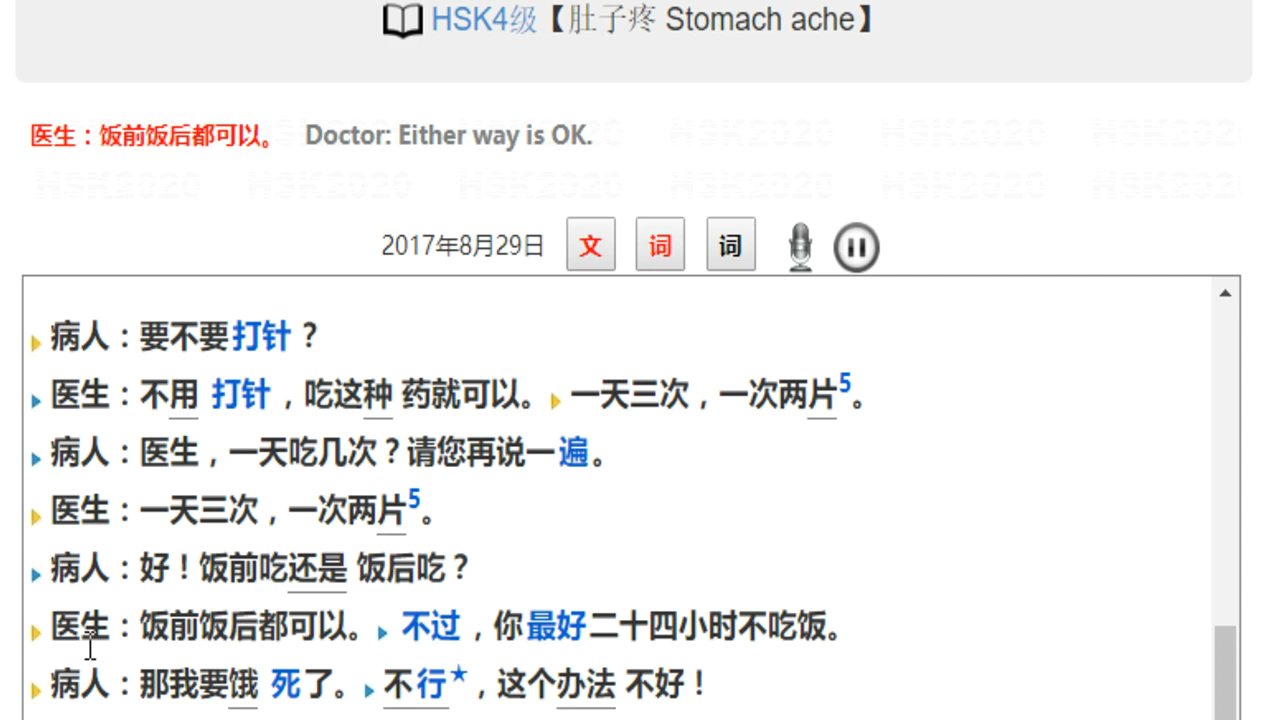 HSK4级【肚子疼 Stomach ache】
医生：饭前饭后都可以。 Doctor: Either way is OK.
HSK2020 HSK2020 HSK2020 HSK2020 HSK2020 HSK2020
2017年8月29日 文 词 词
病人：要不要打针？
医生：不用 打针，吃这种 药就可以。一天三次，一次两片5。
病人：医生，一天吃几次？请您再说一遍。
医生：一天三次，一次两片5。
病人：好！饭前吃还是 饭后吃？
医生：饭前饭后都可以。 不过，你最好二十四小时不吃饭。
病人：那我要饿 死了。 不行★，这个办法 不好！